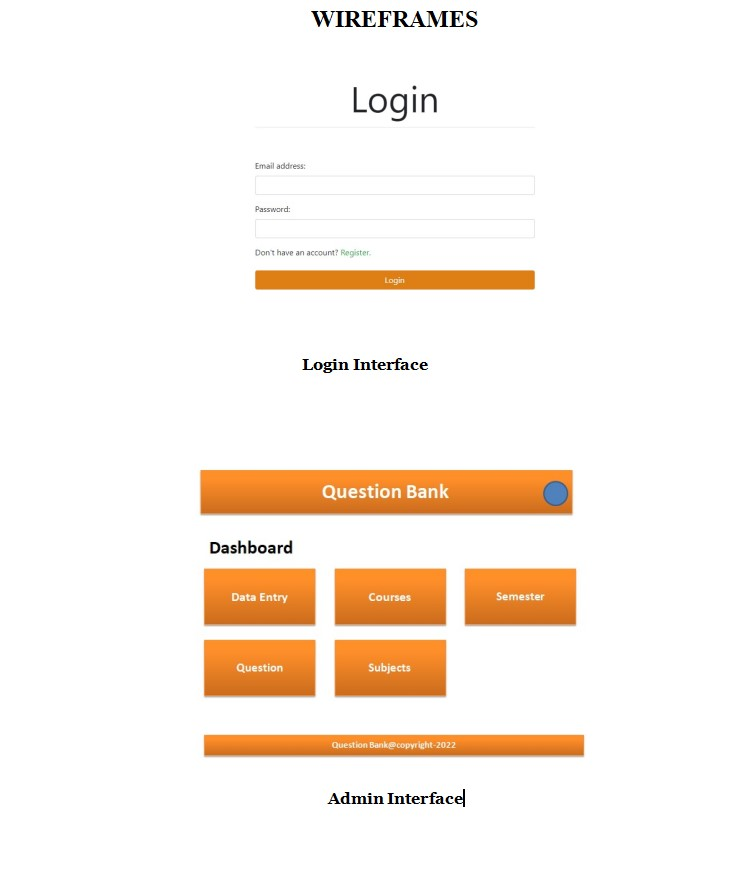 WIREFRAMES
Login
Email address:
Password:
Don't have an account? Register.
Login
Login Interface
Question Bank
Dashboard
Data Entry Courses Semester
Question Subjects
Question Bank@copyright-2022
Admin Interface